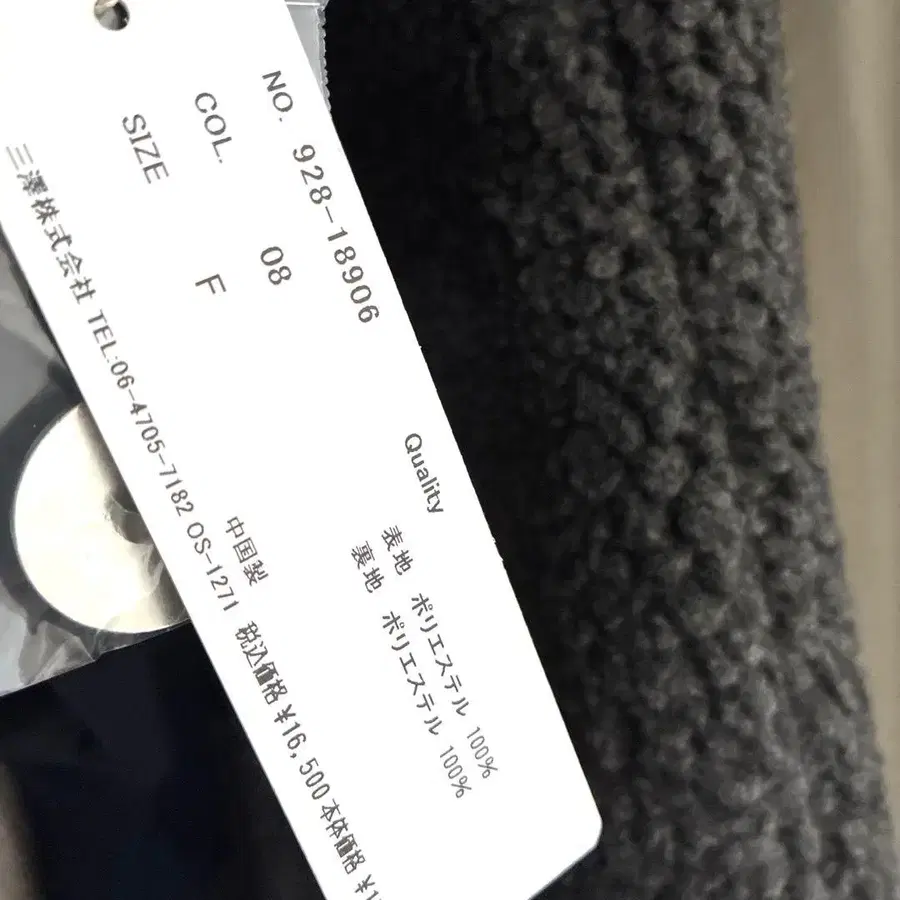 NO. 928-18906
COL. 08
SIZE F
Quality
表地 ポリエステル 100%
裏地 ポリエステル 100%
中国製
三澤株式会社 TEL:06-4705-7182 OS-1271 税込価格 ¥16,500 本体価格 ¥1